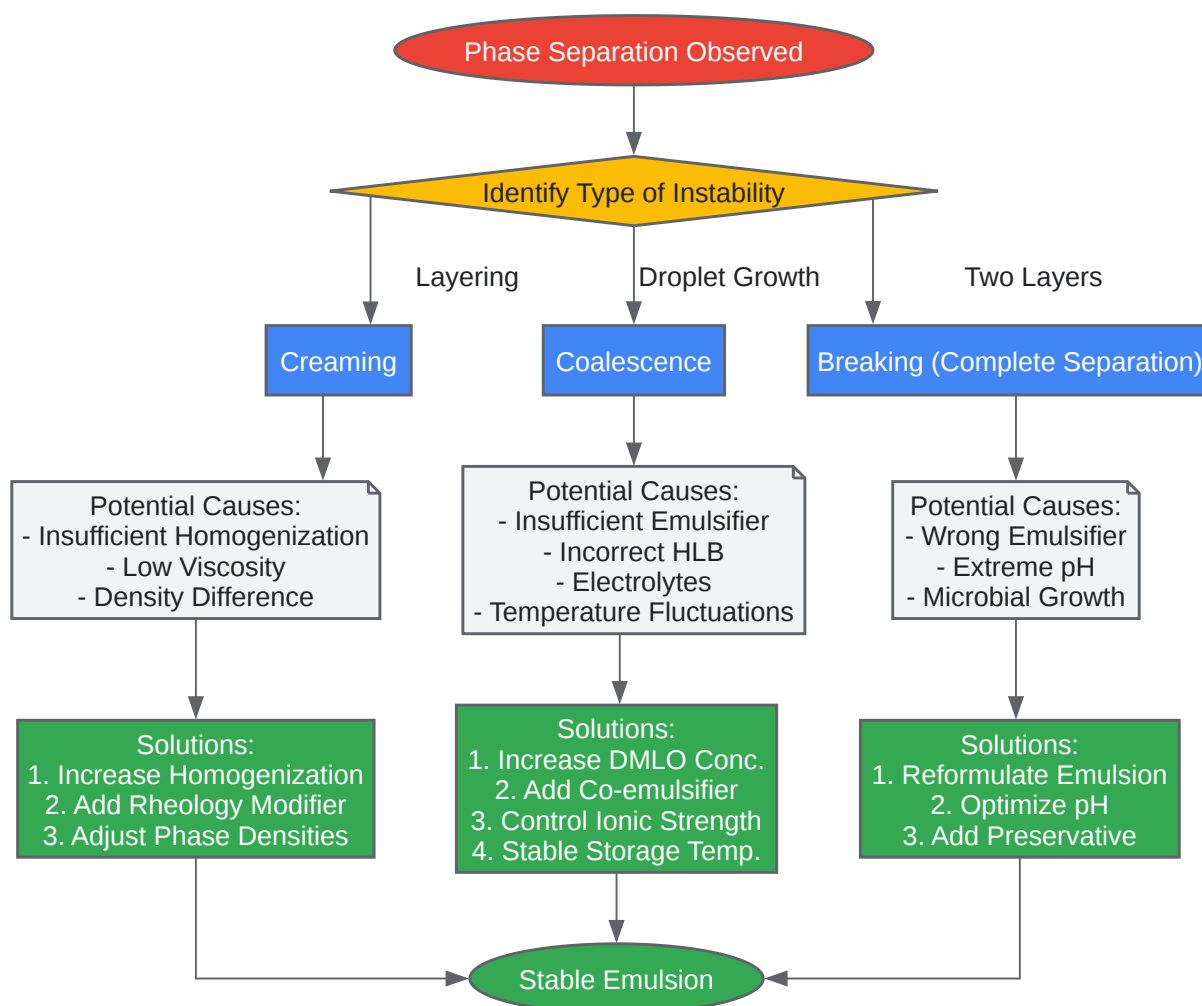 Phase Separation Observed
Identify Type of Instability
Layering
Droplet Growth
Two Layers
Creaming
Coalescence
Breaking (Complete Separation)
Potential Causes:
- Insufficient Homogenization
- Low Viscosity
- Density Difference
Potential Causes:
- Insufficient Emulsifier
- Incorrect HLB
- Electrolytes
- Temperature Fluctuations
Potential Causes:
- Wrong Emulsifier
- Extreme pH
- Microbial Growth
Solutions:
1. Increase Homogenization
2. Add Rheology Modifier
3. Adjust Phase Densities
Solutions:
1. Increase DMLO Conc.
2. Add Co-emulsifier
3. Control Ionic Strength
4. Stable Storage Temp.
Solutions:
1. Reformulate Emulsion
2. Optimize pH
3. Add Preservative
Stable Emulsion